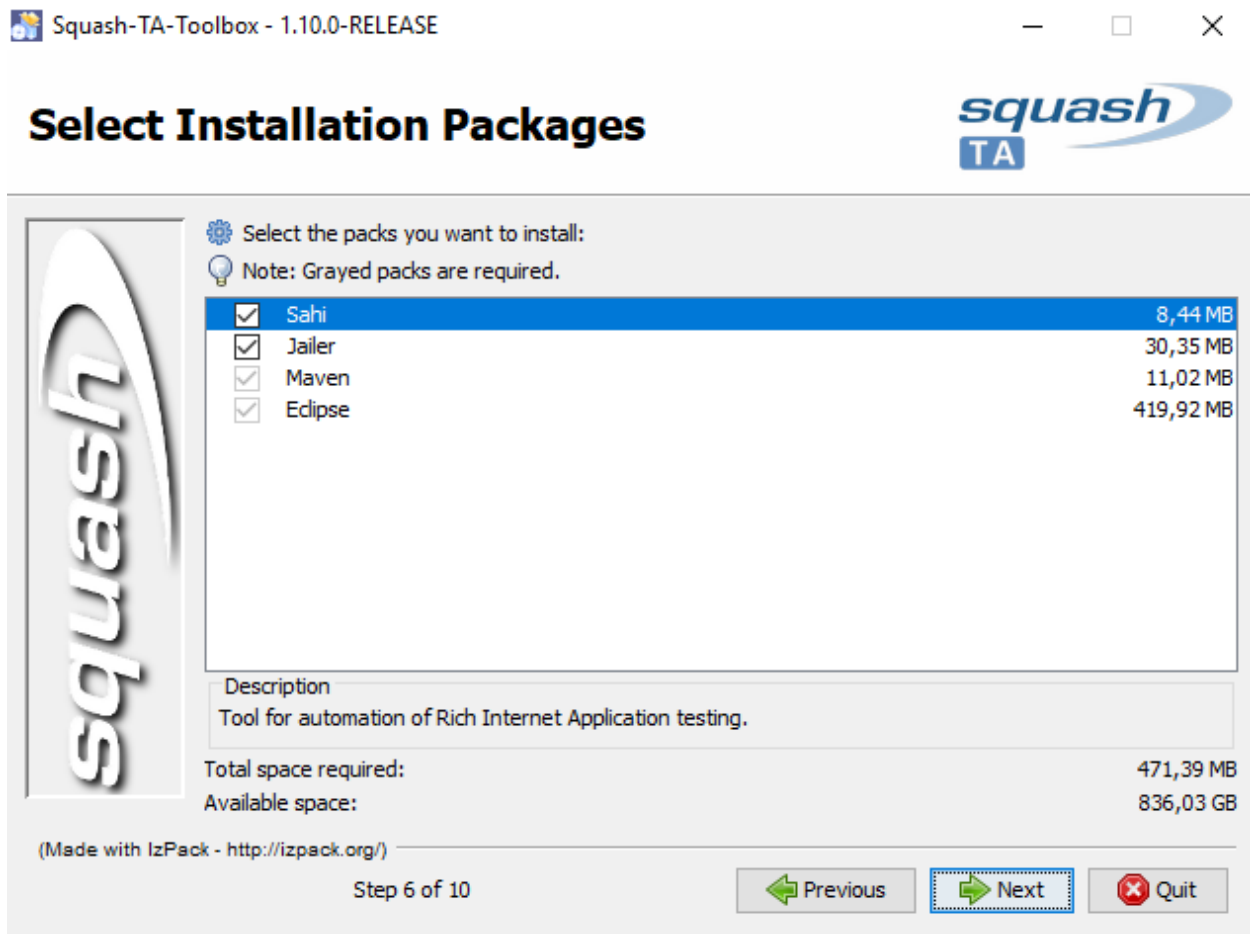 Squash-TA-Toolbox - 1.10.0-RELEASE
Select Installation Packages
squash
TA
squash
Select the packs you want to install:
Note: Grayed packs are required.
Sahi 8,44 MB
Jailer 30,35 MB
Maven 11,02 MB
Eclipse 419,92 MB
Description
Tool for automation of Rich Internet Application testing.
Total space required: 471,39 MB
Available space: 836,03 GB
(Made with IzPack - http://izpack.org/)
Step 6 of 10 Previous Next Quit